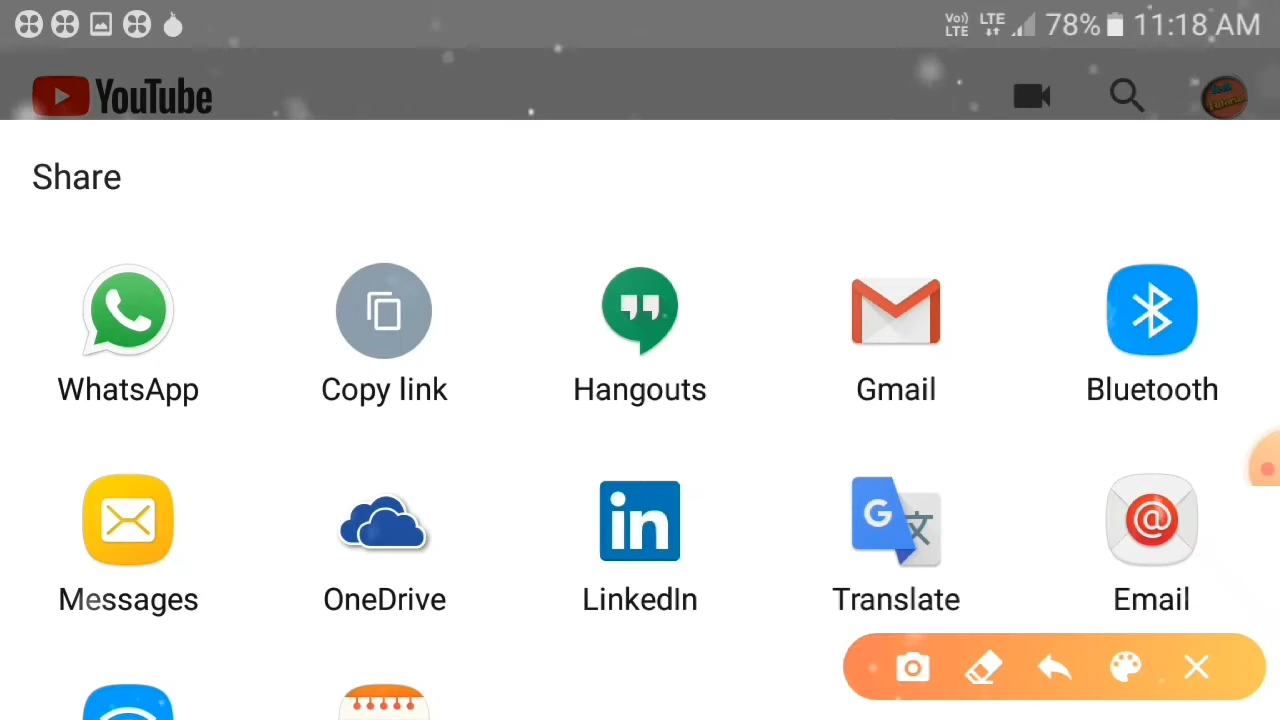 Vo)) LTE LTE 78% 11:18 AM
YouTube
Share
WhatsApp Copy link Hangouts Gmail Bluetooth
Messages OneDrive LinkedIn Translate Email